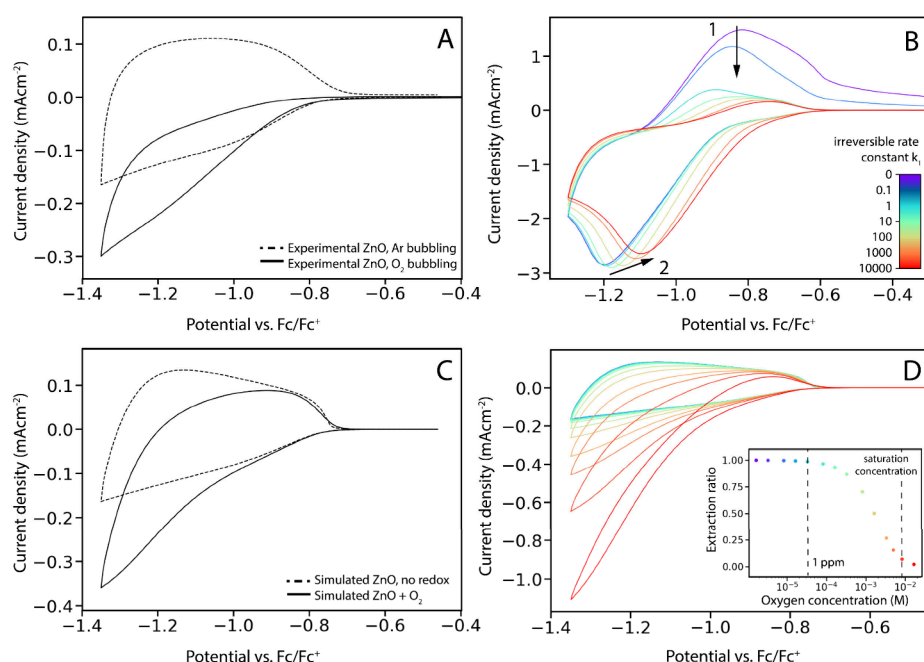 A
0.1
0.0
−0.1
−0.2
−0.3
Current density (mAcm⁻²)
Experimental ZnO, Ar bubbling
Experimental ZnO, O₂ bubbling
−1.4
−1.2
−1.0
−0.8
−0.6
−0.4
Potential vs. Fc/Fc⁺
B
1
1
0
−1
−2
−3
Current density (mAcm⁻²)
2
irreversible rate
constant kᵢ
0
0.1
1
10
100
1000
10000
−1.2
−1.0
−0.8
−0.6
−0.4
Potential vs. Fc/Fc⁺
C
0.1
0.0
−0.1
−0.2
−0.3
−0.4
Current density (mAcm⁻²)
Simulated ZnO, no redox
Simulated ZnO + O₂
−1.4
−1.2
−1.0
−0.8
−0.6
−0.4
Potential vs. Fc/Fc⁺
D
0.0
−0.2
−0.4
−0.6
−0.8
−1.0
Current density (mAcm⁻²)
1.00
0.75
0.50
0.25
0.00
Extraction ratio
saturation
concentration
1 ppm
10⁻⁵
10⁻⁴
10⁻³
10⁻²
Oxygen concentration (M)
−1.4
−1.2
−1.0
−0.8
−0.6
−0.4
Potential vs. Fc/Fc⁺